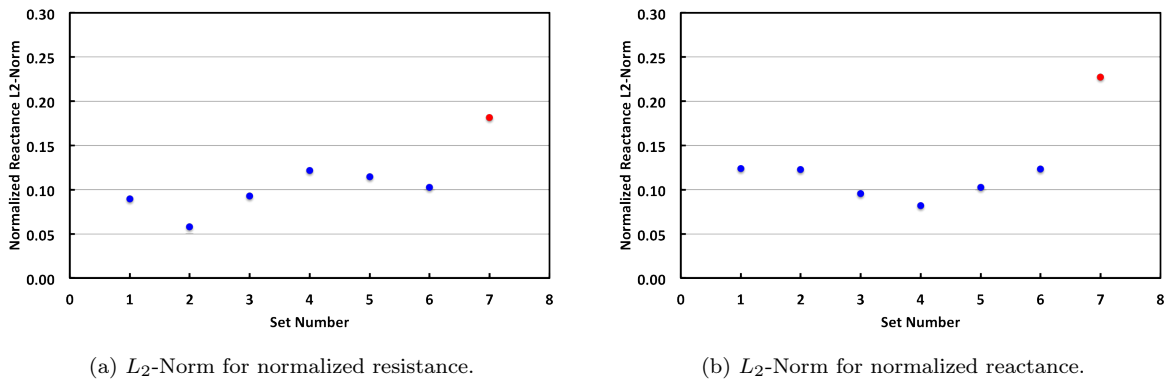 Normalized Reactance L2-Norm
0.30
0.25
0.20
0.15
0.10
0.05
0.00
0 1 2 3 4 5 6 7 8
Set Number
(a) L2-Norm for normalized resistance.
Normalized Reactance L2-Norm
0.30
0.25
0.20
0.15
0.10
0.05
0.00
0 1 2 3 4 5 6 7 8
Set Number
(b) L2-Norm for normalized reactance.